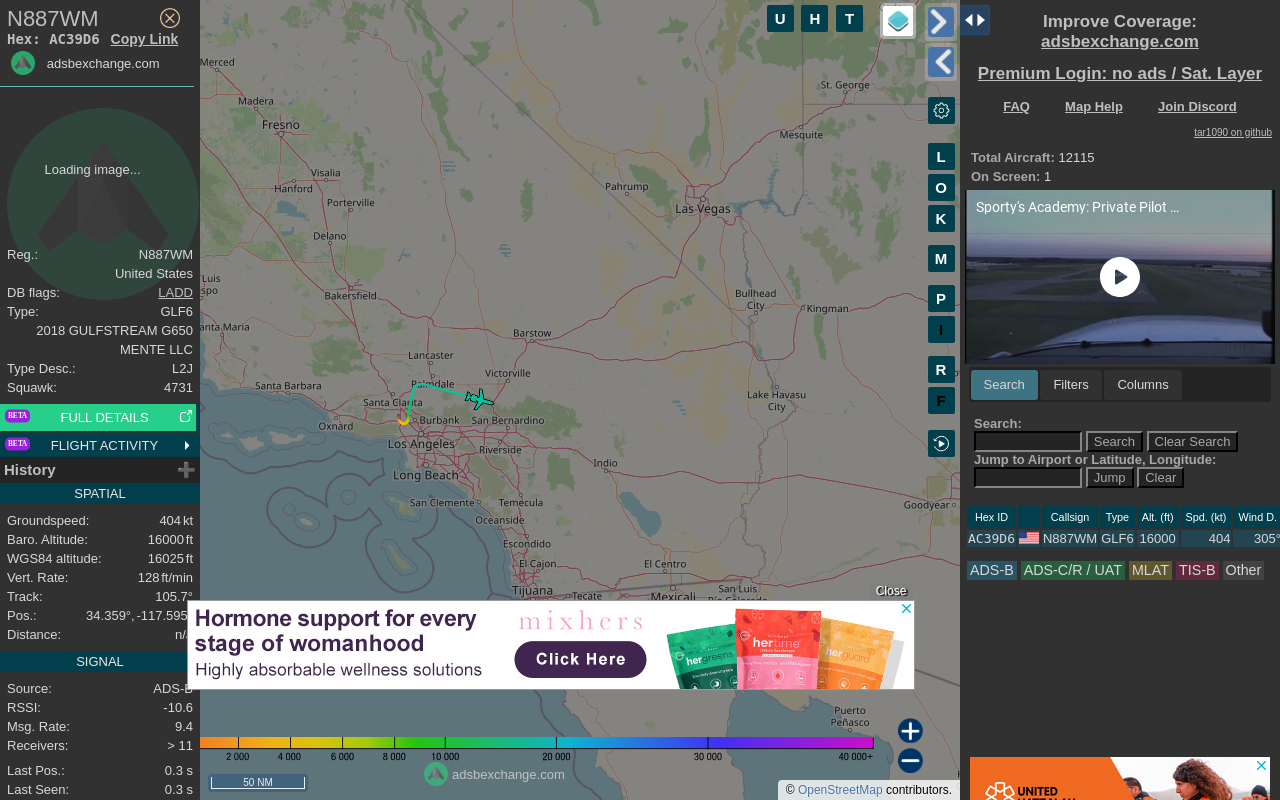 N887WM
Hex: AC39D6 Copy Link
adsbexchange.com
Loading image...
Reg.: N887WM
United States
DB flags: LADD
Type: GLF6
2018 GULFSTREAM G650
MENTE LLC
Type Desc.: L2J
Squawk: 4731
BETA FULL DETAILS
BETA FLIGHT ACTIVITY
History
SPATIAL
Groundspeed: 404 kt
Baro. Altitude: 16000 ft
WGS84 altitude: 16025 ft
Vert. Rate: 128 ft/min
Track: 105.7°
Pos.: 34.359°, -117.595°
Distance: n/a
SIGNAL
Source: ADS-B
RSSI: -10.6
Msg. Rate: 9.4
Receivers: > 11
Last Pos.: 0.3 s
Last Seen: 0.3 s
U H T
Merced
Madera
Fresno
Visalia
Hanford
Porterville
Delano
Luis
spo
Bakersfield
anta Maria
St. George
Mesquite
Pahrump
Las Vegas
Bullhead
City
Kingman
Barstow
Lancaster
Palmdale
Victorville
Santa Barbara
Santa Clarita
Lake Havasu
City
Oxnard
Burbank
San Bernardino
Los Angeles
Riverside
Long Beach
Indio
San Clemente
Temecula
Goodyear
Oceanside
Escondido
El Cajon
El Centro
Tijuana
Tecate
Mexicali
San Luis
Río Colorado
Puerto
Peñasco
L
O
K
M
P
I
R
F
Close
Hormone support for every
stage of womanhood
Highly absorbable wellness solutions
mixhers
Click Here
hergreens
hertime
herguard
2 000 4 000 6 000 8 000 10 000 20 000 30 000 40 000+
adsbexchange.com
50 NM
© OpenStreetMap contributors.
Improve Coverage:
adsbexchange.com
Premium Login: no ads / Sat. Layer
FAQ Map Help Join Discord
tar1090 on github
Total Aircraft: 12115
On Screen: 1
Sporty's Academy: Private Pilot ...
Search Filters Columns
Search:
Search Clear Search
Jump to Airport or Latitude, Longitude:
Jump Clear
Hex ID Callsign Type Alt. (ft) Spd. (kt) Wind D.
AC39D6 N887WM GLF6 16000 404 305°
ADS-B ADS-C/R / UAT MLAT TIS-B Other
UNITED